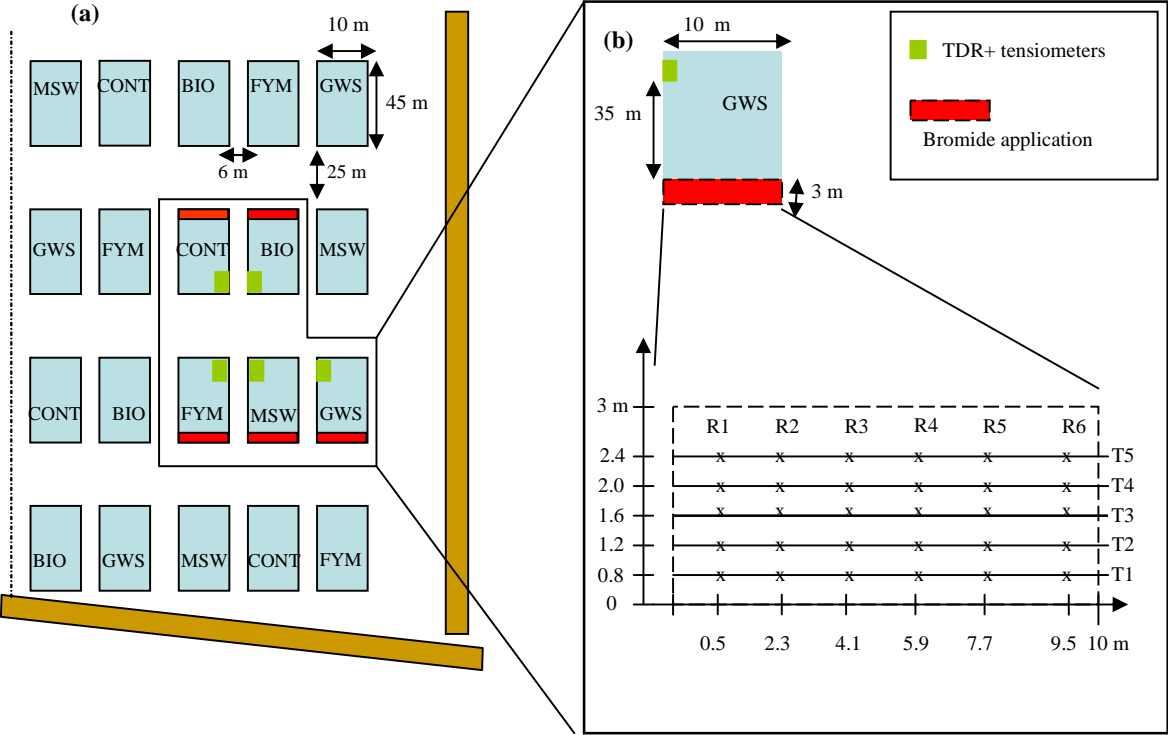 (a)
10 m
MSW CONT BIO FYM GWS
45 m
6 m
25 m
GWS FYM CONT BIO MSW
CONT BIO FYM MSW GWS
BIO GWS MSW CONT FYM
(b)
10 m
GWS
35 m
3 m
TDR+ tensiometers
Bromide application
3 m
R1 R2 R3 R4 R5 R6
2.4 x x x x x x T5
2.0 x x x x x x T4
1.6 x x x x x x T3
1.2 x x x x x x T2
0.8 x x x x x x T1
0
0.5 2.3 4.1 5.9 7.7 9.5 10 m